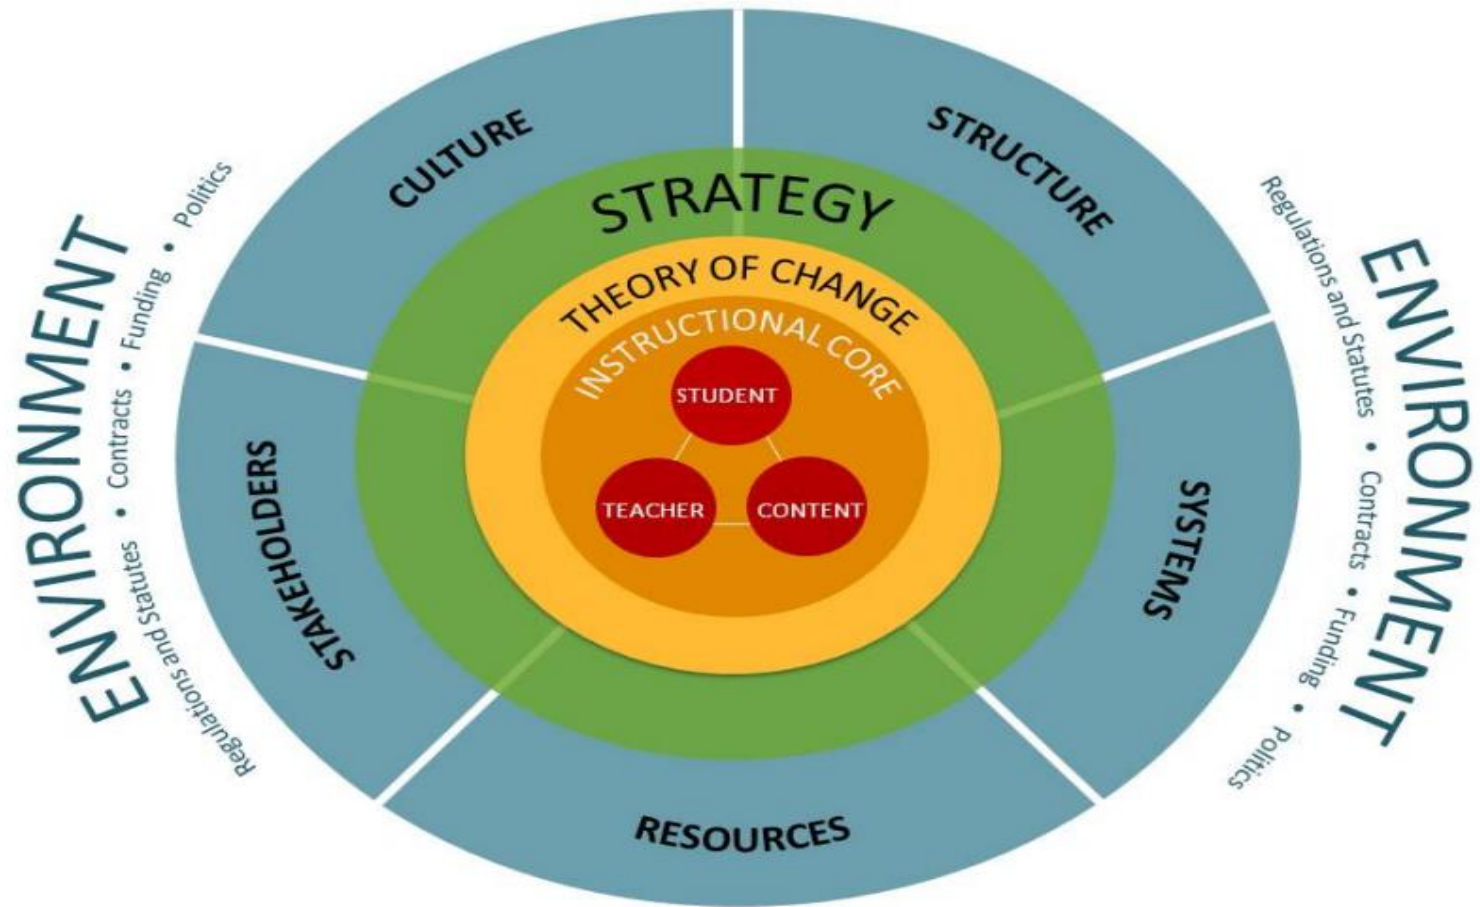 CULTURE
STRUCTURE
STRATEGY
THEORY OF CHANGE
INSTRUCTIONAL CORE
STUDENT
TEACHER
CONTENT
STAKEHOLDERS
SYSTEMS
RESOURCES
ENVIRONMENT
Regulations and Statutes • Contracts • Funding • Politics
ENVIRONMENT
Regulations and Statutes • Contracts • Funding • Politics